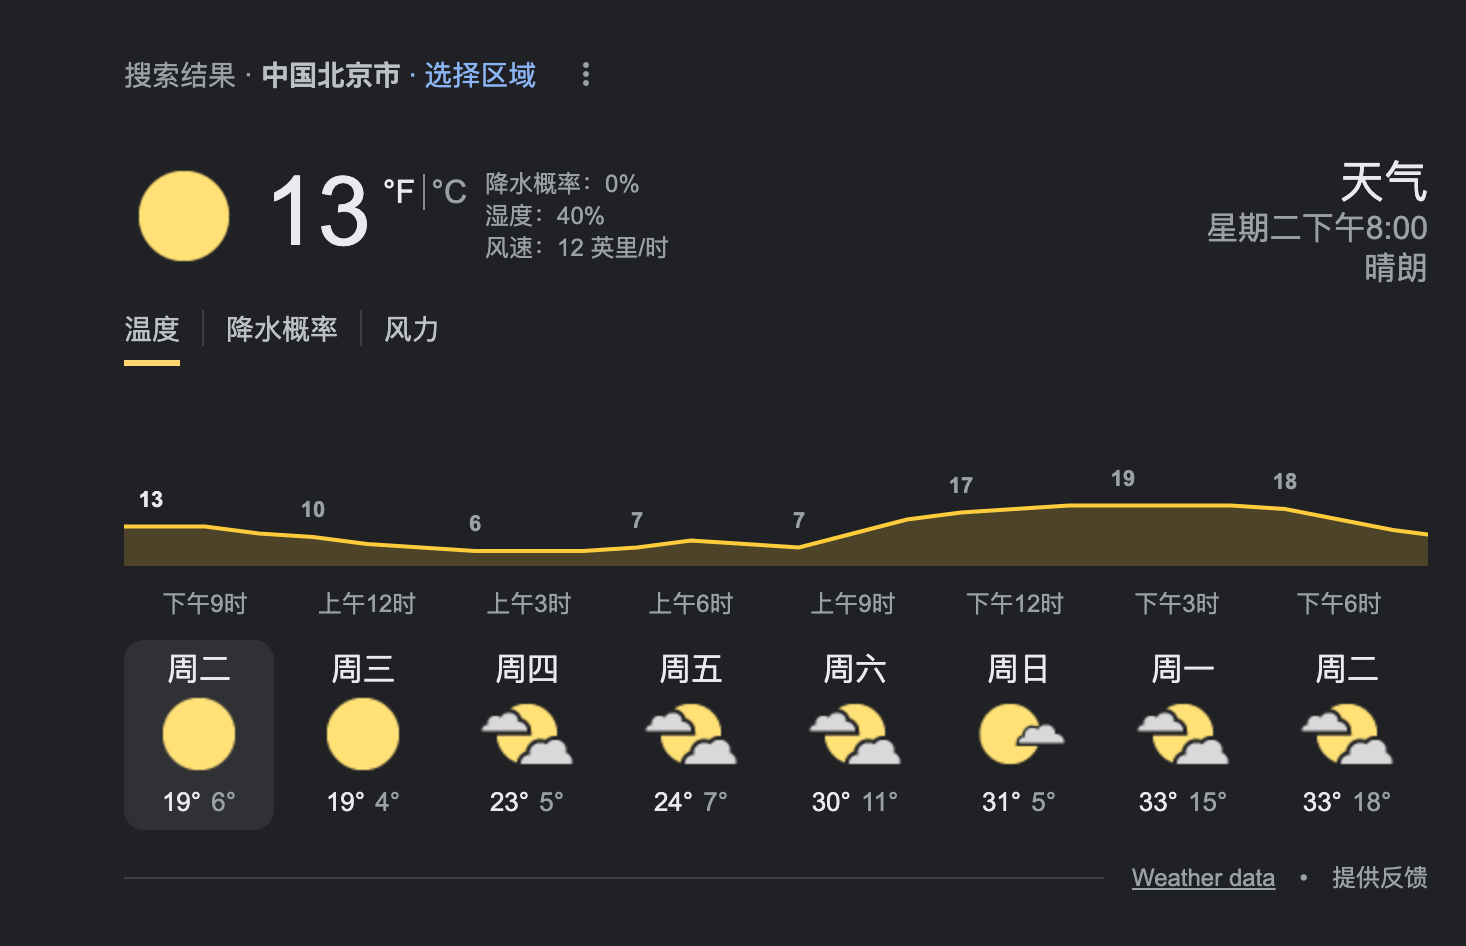 搜索结果 · 中国北京市 · 选择区域
13 °F | °C
降水概率：0%
湿度：40%
风速：12 英里/时
天气
星期二下午8:00
晴朗
温度 降水概率 风力
13 10 6 7 7 17 19 18
下午9时 上午12时 上午3时 上午6时 上午9时 下午12时 下午3时 下午6时
周二 周三 周四 周五 周六 周日 周一 周二
19° 6° 19° 4° 23° 5° 24° 7° 30° 11° 31° 5° 33° 15° 33° 18°
Weather data • 提供反馈